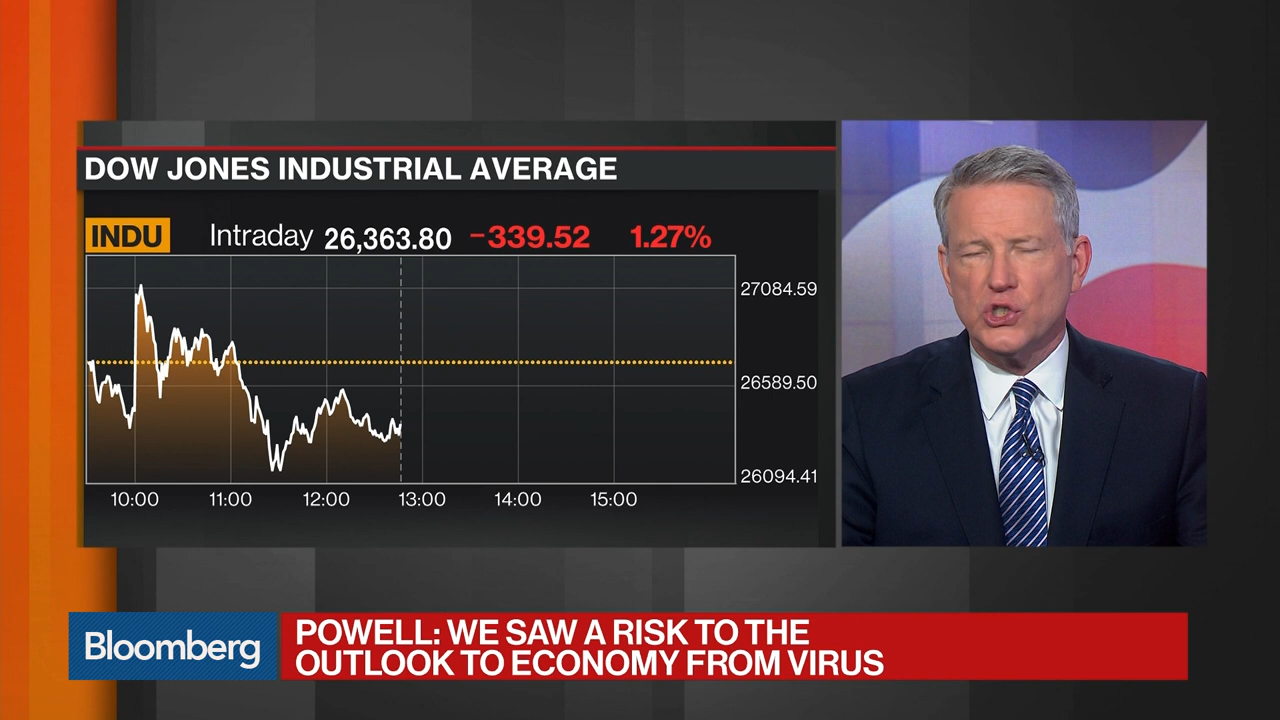 DOW JONES INDUSTRIAL AVERAGE
INDU Intraday 26,363.80 -339.52 1.27%
27084.59
26589.50
26094.41
10:00 11:00 12:00 13:00 14:00 15:00
Bloomberg
POWELL: WE SAW A RISK TO THE
OUTLOOK TO ECONOMY FROM VIRUS